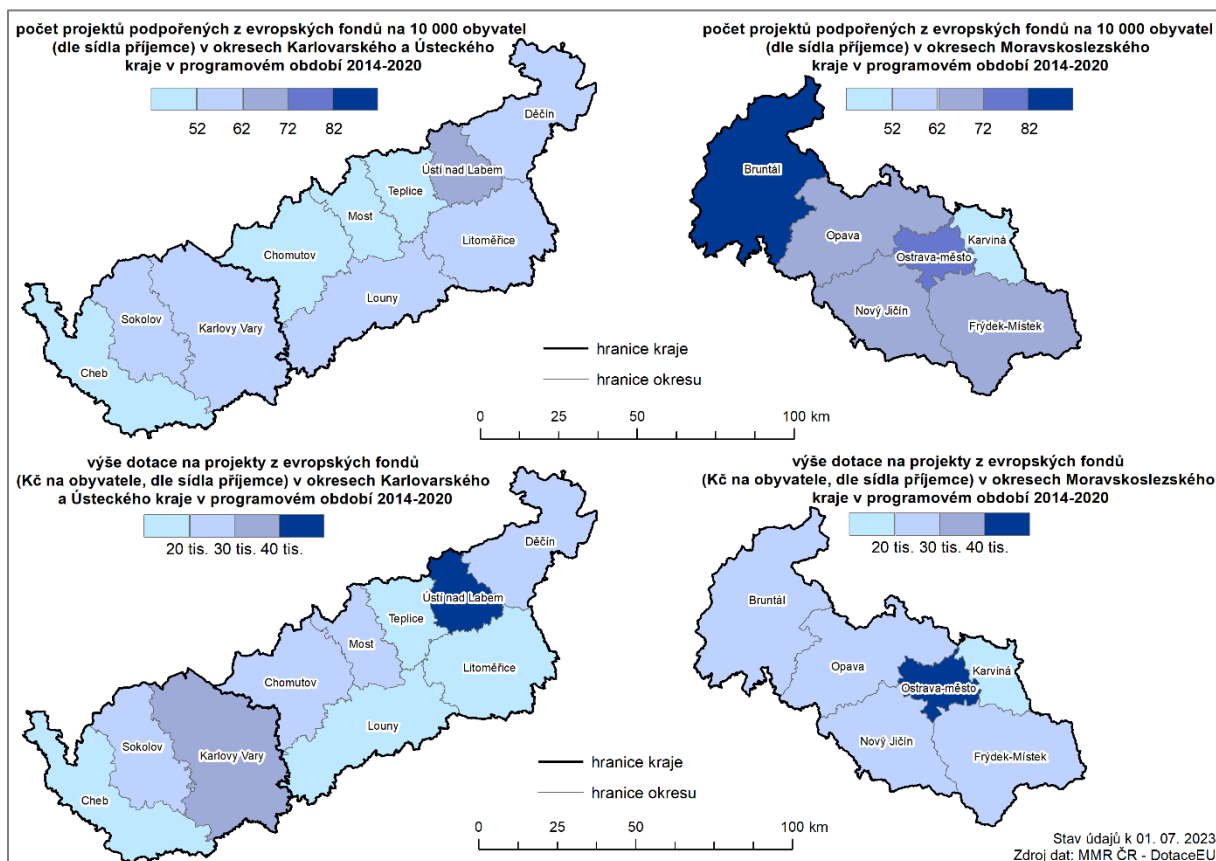 počet projektů podpořených z evropských fondů na 10 000 obyvatel
(dle sídla příjemce) v okresech Karlovarského a Ústeckého
kraje v programovém období 2014-2020
52 62 72 82
Děčín
Ústí nad Labem
Teplice
Most
Litoměřice
Chomutov
Louny
Sokolov
Karlovy Vary
Cheb
počet projektů podpořených z evropských fondů na 10 000 obyvatel
(dle sídla příjemce) v okresech Moravskoslezského
kraje v programovém období 2014-2020
52 62 72 82
Bruntál
Opava
Karviná
Ostrava-město
Nový Jičín
Frýdek-Místek
hranice kraje
hranice okresu
0 25 50 100 km
výše dotace na projekty z evropských fondů
(Kč na obyvatele, dle sídla příjemce) v okresech Karlovarského
a Ústeckého kraje v programovém období 2014-2020
20 tis. 30 tis. 40 tis.
Děčín
Ústí nad Labem
Teplice
Most
Litoměřice
Chomutov
Louny
Sokolov
Karlovy Vary
Cheb
výše dotace na projekty z evropských fondů
(Kč na obyvatele, dle sídla příjemce) v okresech Moravskoslezského
kraje v programovém období 2014-2020
20 tis. 30 tis. 40 tis.
Bruntál
Opava
Karviná
Ostrava-město
Nový Jičín
Frýdek-Místek
hranice kraje
hranice okresu
0 25 50 100 km
Stav údajů k 01. 07. 2023
Zdroj dat: MMR ČR - DotaceEU